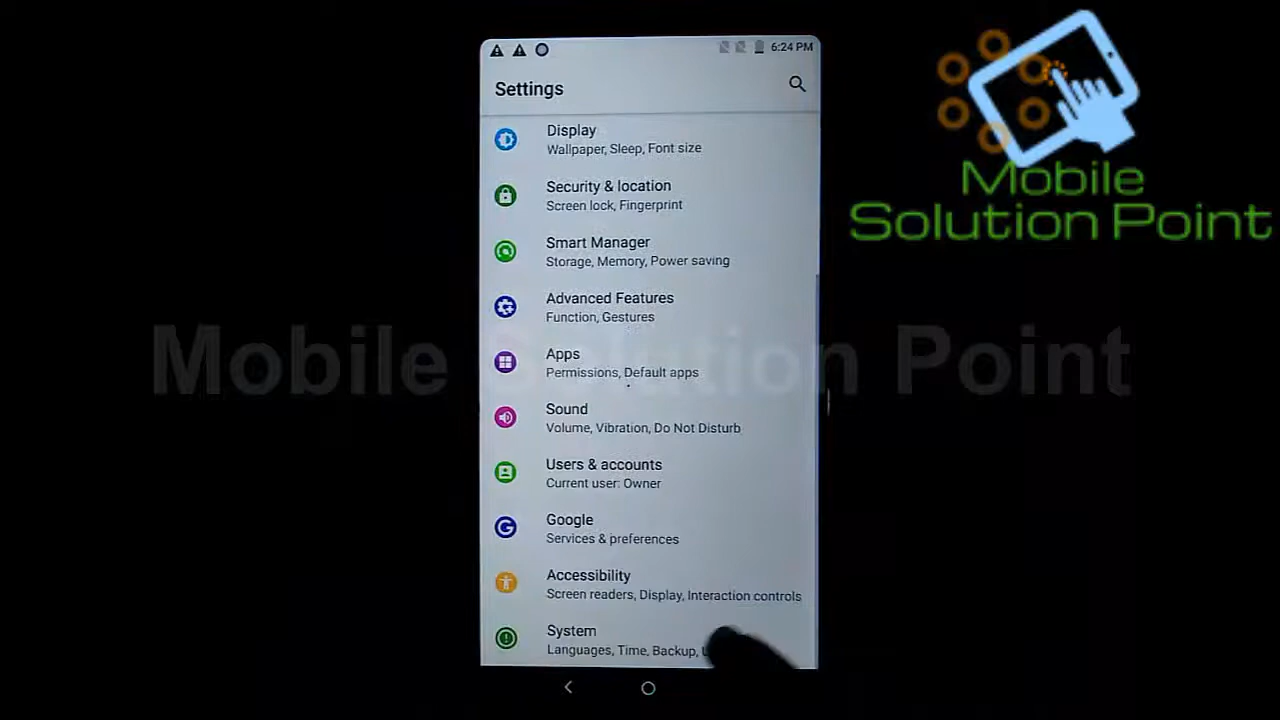 6:24 PM
Settings
Display
Wallpaper, Sleep, Font size
Security & location
Screen lock, Fingerprint
Smart Manager
Storage, Memory, Power saving
Advanced Features
Function, Gestures
Apps
Permissions, Default apps
Sound
Volume, Vibration, Do Not Disturb
Users & accounts
Current user: Owner
Google
Services & preferences
Accessibility
Screen readers, Display, Interaction controls
System
Languages, Time, Backup,
Mobile
Solution Point
Mobile Solution Point